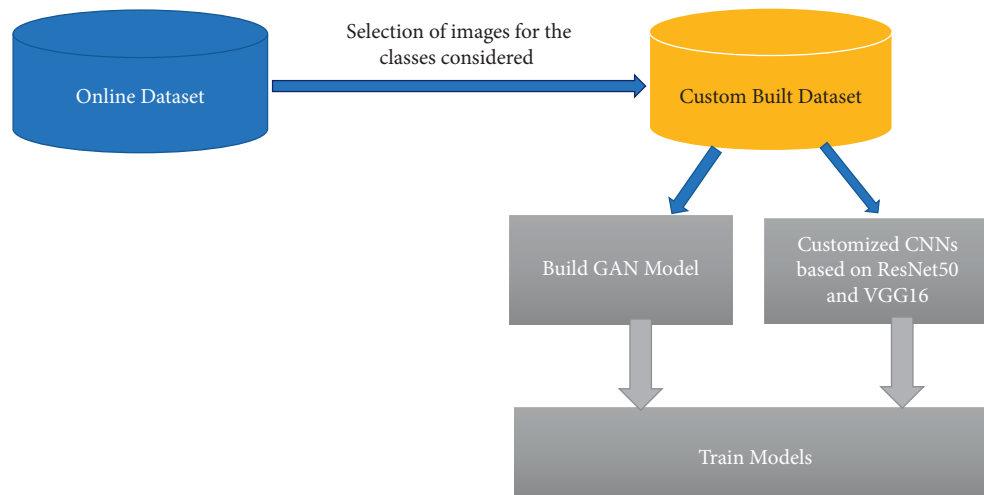 Selection of images for the
classes considered
Online Dataset
Custom Built Dataset
Build GAN Model
Customized CNNs
based on ResNet50
and VGG16
Train Models